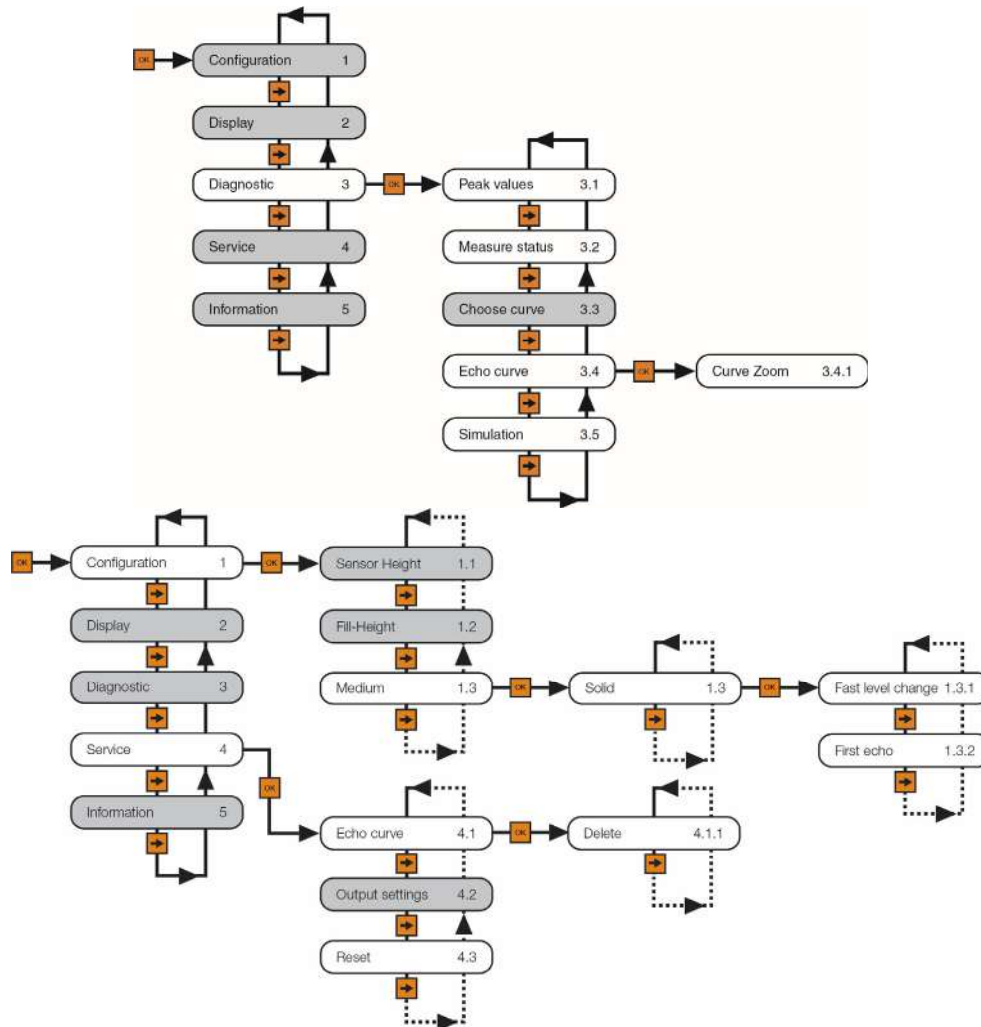 OK
Configuration 1
Display 2
Diagnostic 3
OK
Peak values 3.1
Service 4
Measure status 3.2
Information 5
Choose curve 3.3
Echo curve 3.4
OK
Curve Zoom 3.4.1
Simulation 3.5
OK
Configuration 1
OK
Sensor Height 1.1
Display 2
Fill-Height 1.2
Diagnostic 3
Medium 1.3
OK
Solid 1.3
OK
Fast level change 1.3.1
Service 4
First echo 1.3.2
OK
Information 5
Echo curve 4.1
OK
Delete 4.1.1
Output settings 4.2
Reset 4.3